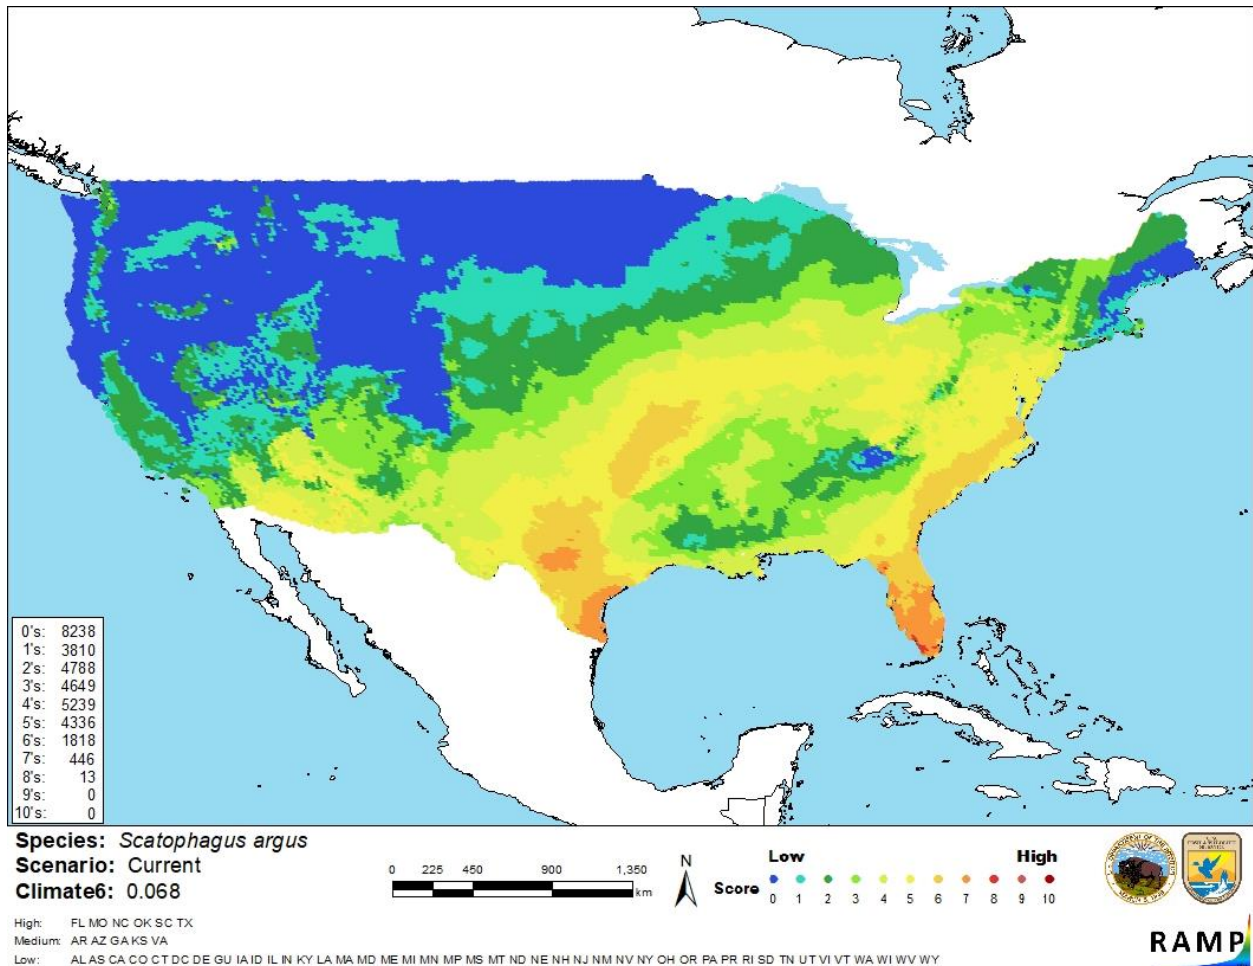 0's: 8238
1's: 3810
2's: 4788
3's: 4649
4's: 5239
5's: 4336
6's: 1818
7's: 446
8's: 13
9's: 0
10's: 0
Species: Scatophagus argus
Scenario: Current
Climate6: 0.068
0 225 450 900 1,350
km
N
Low High
Score 0 1 2 3 4 5 6 7 8 9 10
High: FL MO NC OK SC TX
Medium: AR AZ GA KS VA
Low: AL AS CA CO CT DC DE GU IA ID IL IN KY LA MA MD ME MI MN MP MS MT ND NE NH NJ NM NV NY OH OR PA PR RI SD TN UT VI VT WA WI WV WY
RAMP